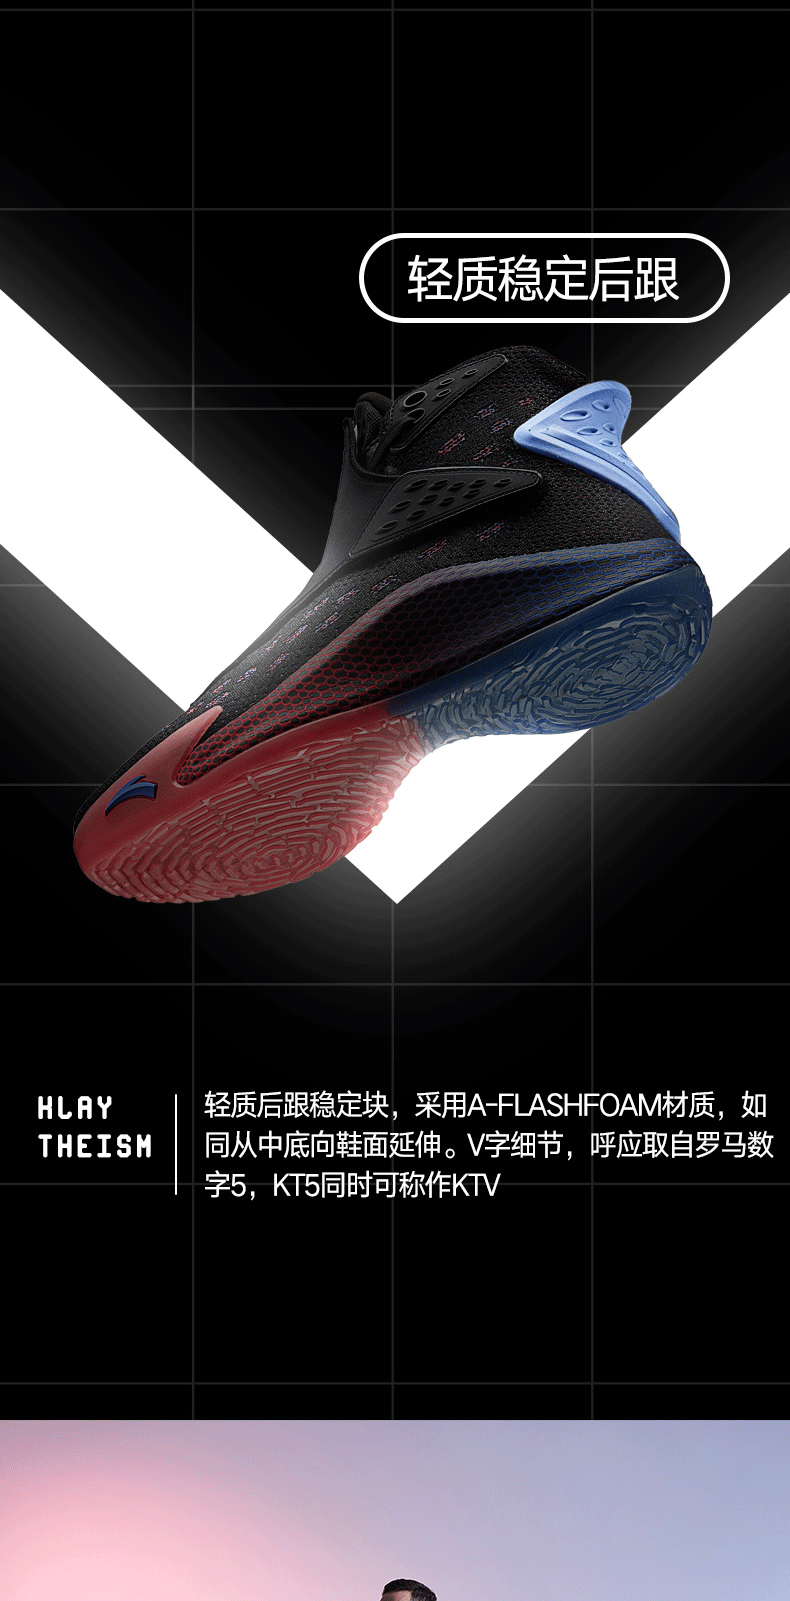 轻质稳定后跟
KLAY
THEISM
轻质后跟稳定块，采用A-FLASHFOAM材质，如
同从中底向鞋面延伸。V字细节，呼应取自罗马数
字5，KT5同时可称作KTV